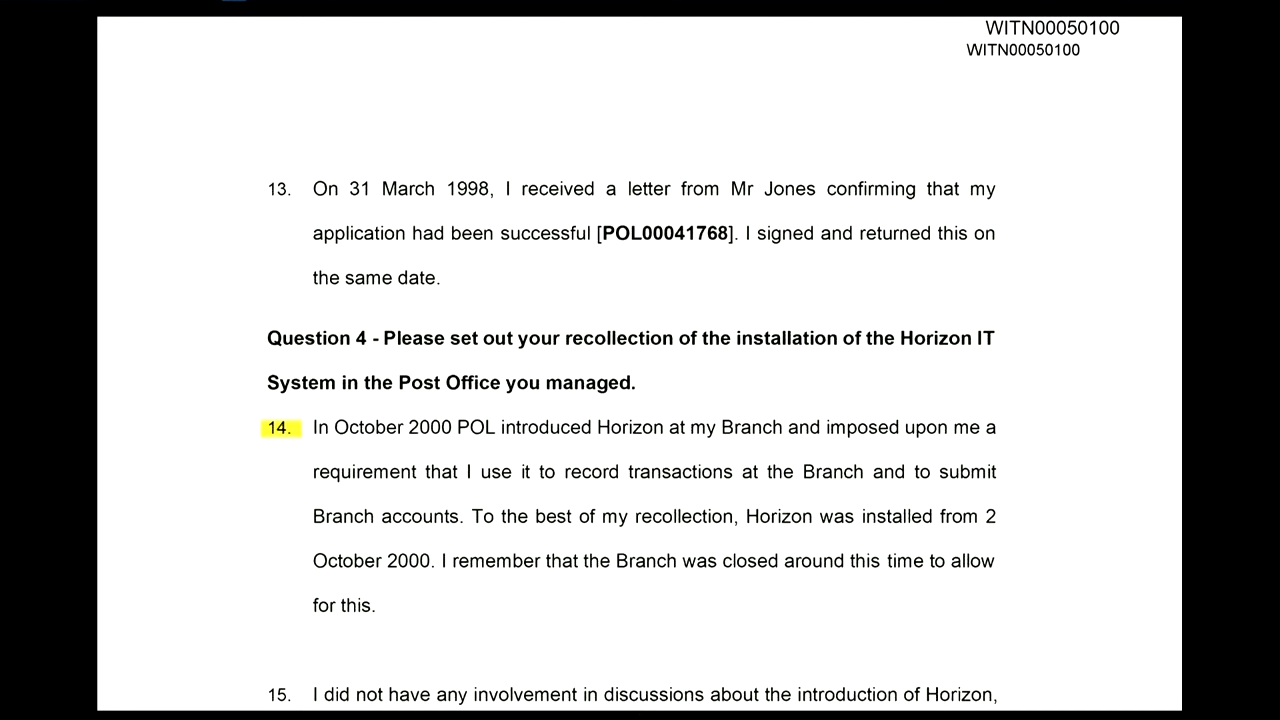 WITN00050100
WITN00050100
13. On 31 March 1998, I received a letter from Mr Jones confirming that my
application had been successful [POL00041768]. I signed and returned this on
the same date.
Question 4 - Please set out your recollection of the installation of the Horizon IT
System in the Post Office you managed.
14. In October 2000 POL introduced Horizon at my Branch and imposed upon me a
requirement that I use it to record transactions at the Branch and to submit
Branch accounts. To the best of my recollection, Horizon was installed from 2
October 2000. I remember that the Branch was closed around this time to allow
for this.
15. I did not have any involvement in discussions about the introduction of Horizon,